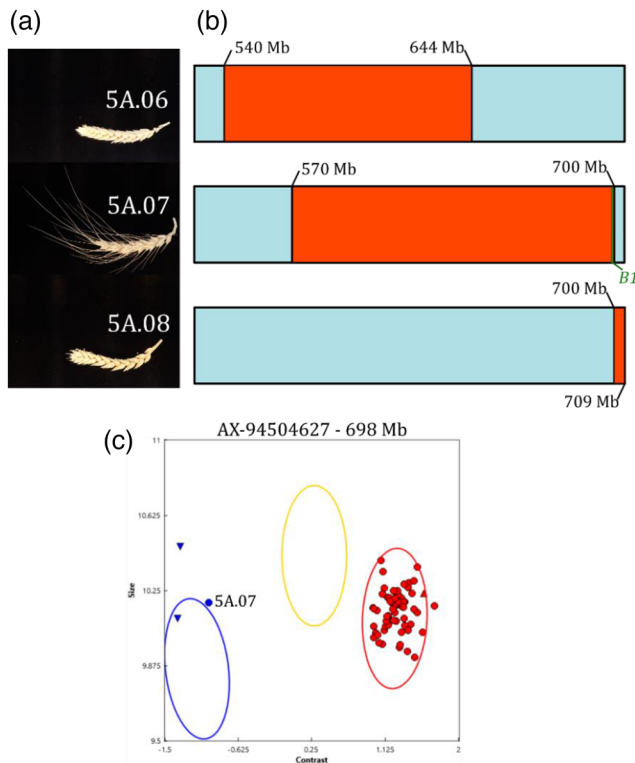 (a)
(b)
5A.06
540 Mb 644 Mb
5A.07
570 Mb 700 Mb
B1
5A.08
700 Mb
709 Mb
(c)
AX-94504627 - 698 Mb
11
10.625
10.25
9.875
9.5
Size
5A.07
-1.5 -0.625 0.25 1.125 2
Contrast